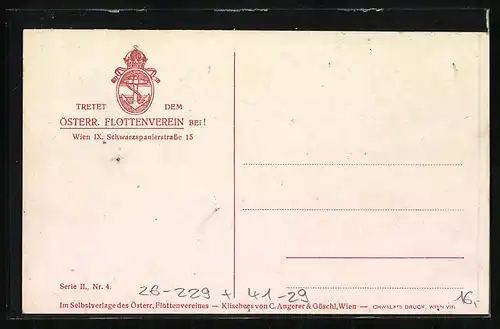 TRETET DEM
ÖSTERR. FLOTTENVEREIN BEI!
Wien IX, Schwarzspanierstraße 15
Serie II., Nr. 4.
26-229 + 41-29
16,-
Im Selbstverlage des Österr. Flottenvereines — Klischees von C. Angerer & Göschl, Wien — DRUCK, WIEN VII.